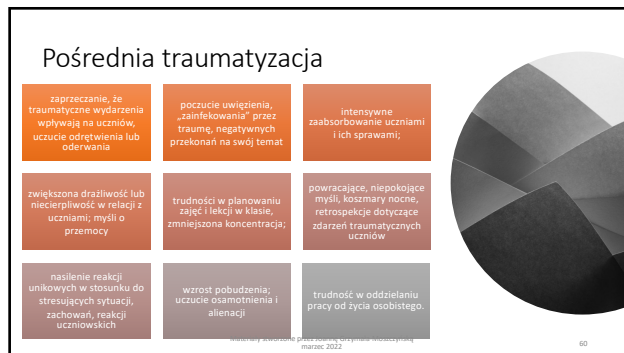 Pośrednia traumatyzacja
zaprzeczanie, że
traumatyczne wydarzenia
wpływają na uczniów,
uczucie odrętwienia lub
oderwania
poczucie uwięzienia,
„zainfekowania” przez
traumę, negatywnych
przekonań na swój temat
intensywne
zaabsorbowanie uczniami
i ich sprawami;
zwiększona drażliwość lub
niecierpliwość w relacji z
uczniami; myśli o
przemocy
trudności w planowaniu
zajęć i lekcji w klasie,
zmniejszona koncentracja;
powracające, niepokojące
myśli, koszmary nocne,
retrospekcje dotyczące
zdarzeń traumatycznych
uczniów
nasilenie reakcji
unikowych w stosunku do
stresujących sytuacji,
zachowań, reakcji
uczniowskich
wzrost pobudzenia;
uczucie osamotnienia i
alienacji
trudność w oddzielaniu
pracy od życia osobistego.
marzec 2022
60